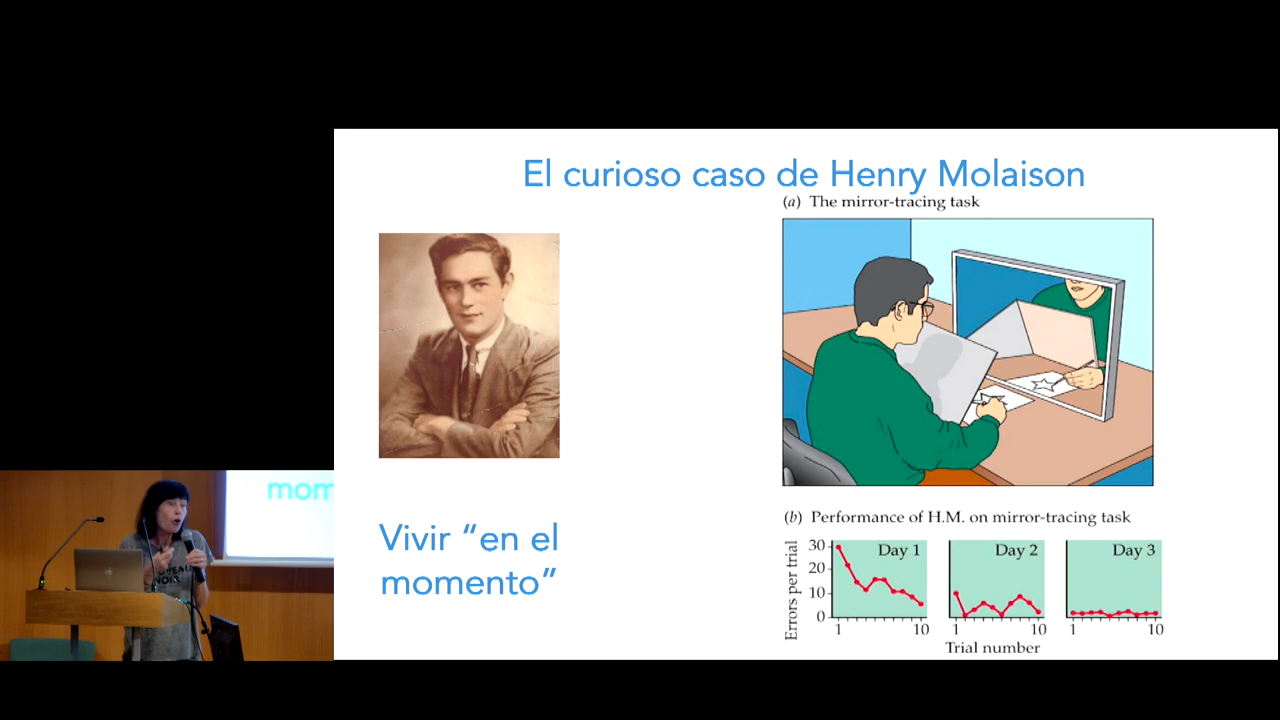 El curioso caso de Henry Molaison
(a) The mirror-tracing task
Vivir “en el
momento”
(b) Performance of H.M. on mirror-tracing task
Errors per trial
30
20
10
0
Day 1
1
10
Day 2
1
10
Day 3
1
10
Trial number
mom